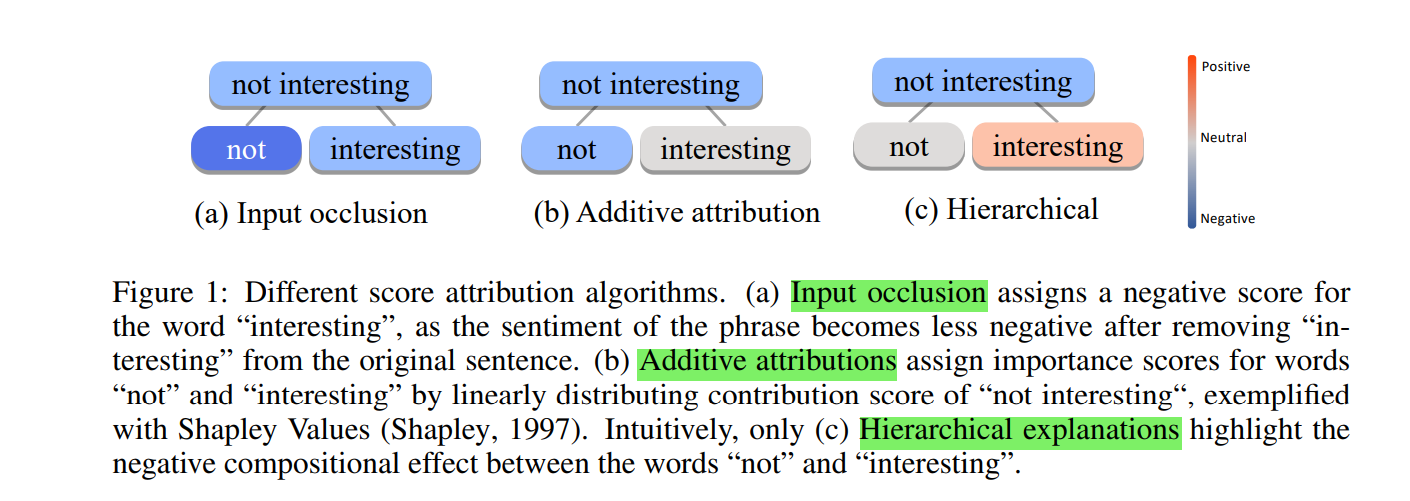 not interesting
not interesting
not interesting
not
interesting
not
interesting
not
interesting
Positive
Neutral
Negative
(a) Input occlusion
(b) Additive attribution
(c) Hierarchical
Figure 1: Different score attribution algorithms. (a) Input occlusion assigns a negative score for
the word “interesting”, as the sentiment of the phrase becomes less negative after removing “in-
teresting” from the original sentence. (b) Additive attributions assign importance scores for words
“not” and “interesting” by linearly distributing contribution score of “not interesting“, exemplified
with Shapley Values (Shapley, 1997). Intuitively, only (c) Hierarchical explanations highlight the
negative compositional effect between the words “not” and “interesting”.